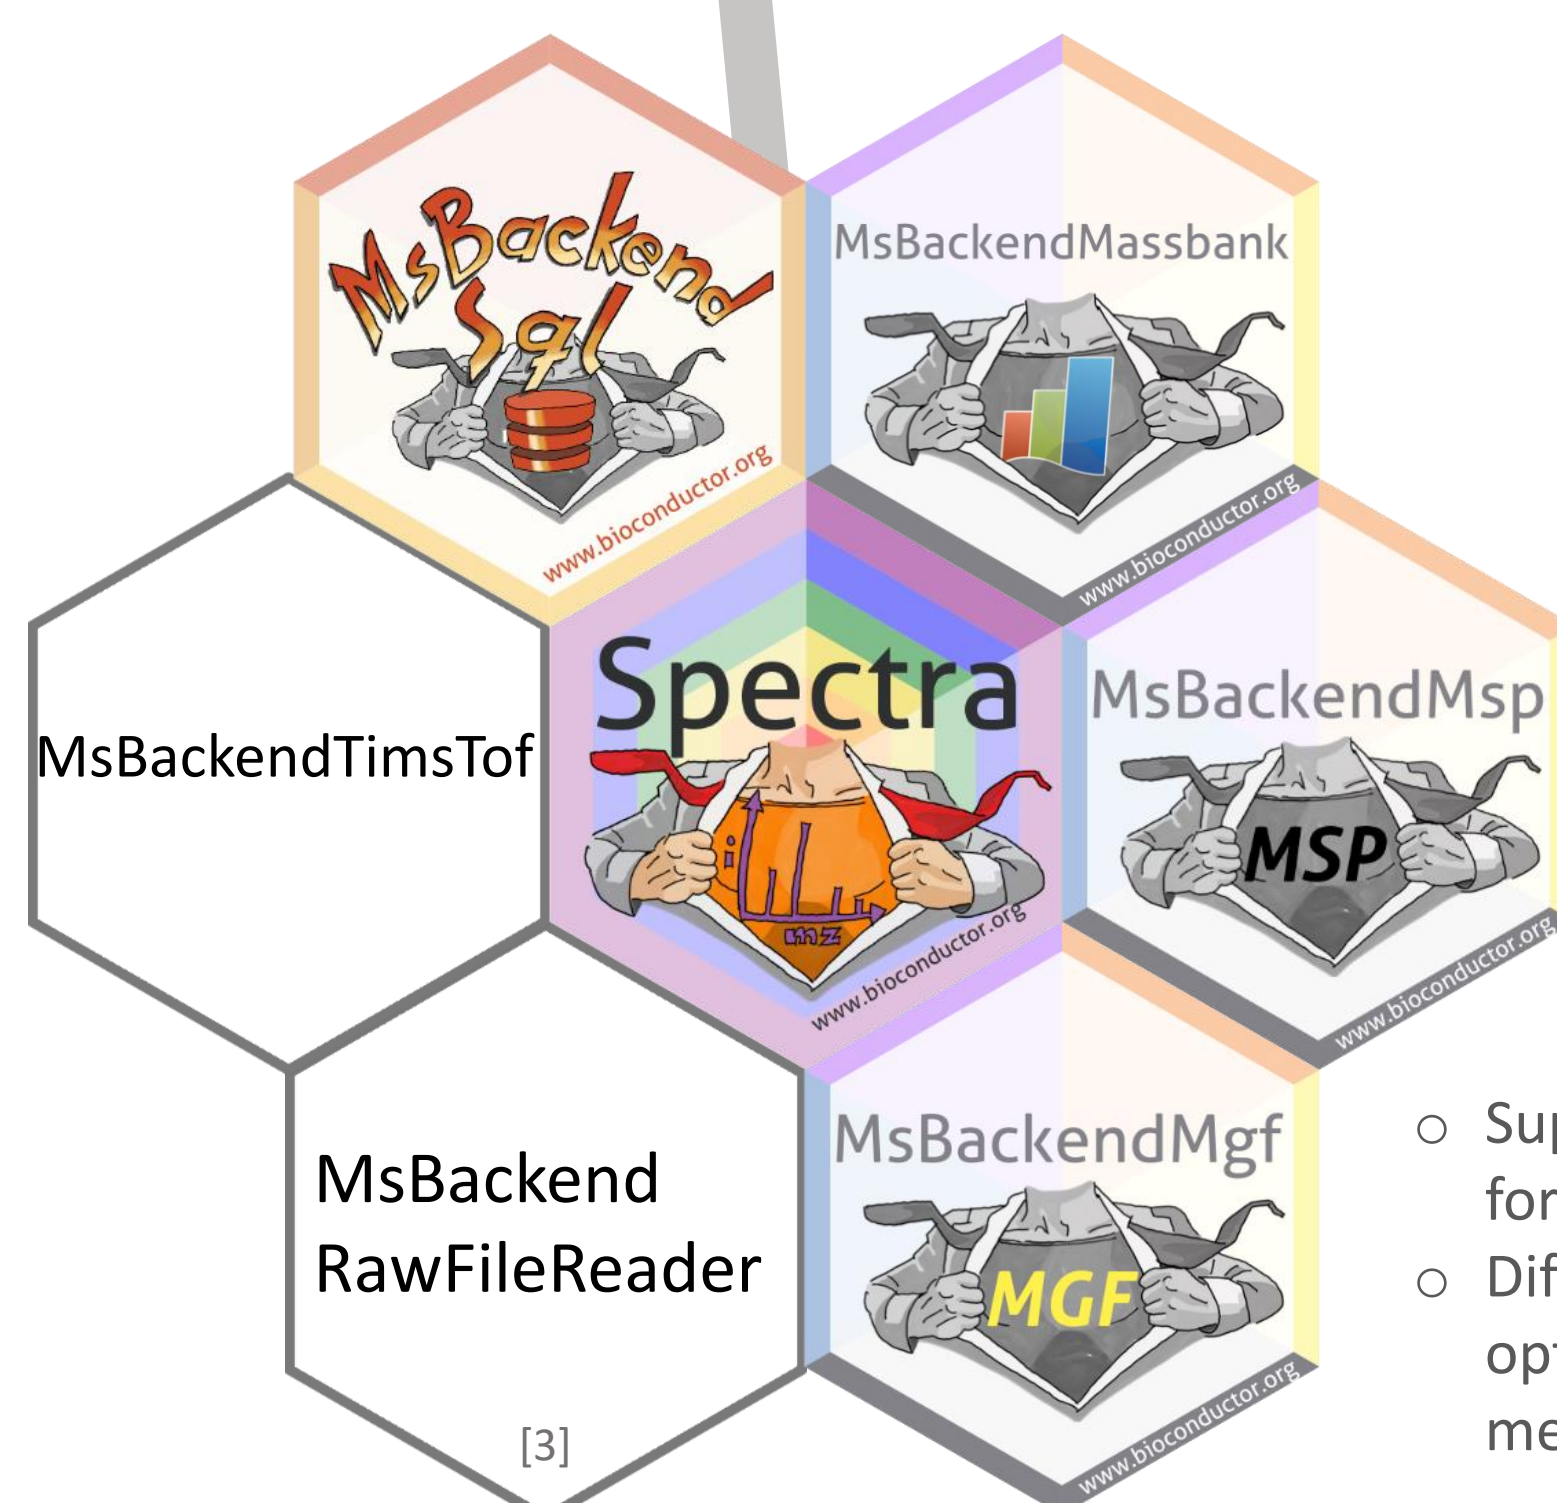 MsBackend
Sql
www.bioconductor.org
MsBackendMassbank
www.bioconductor.org
MsBackendTimsTof
Spectra
i
mz
www.bioconductor.org
MsBackendMsp
MSP
www.bioconductor.org
MsBackend
RawFileReader
[3]
MsBackendMgf
MGF
www.bioconductor.org